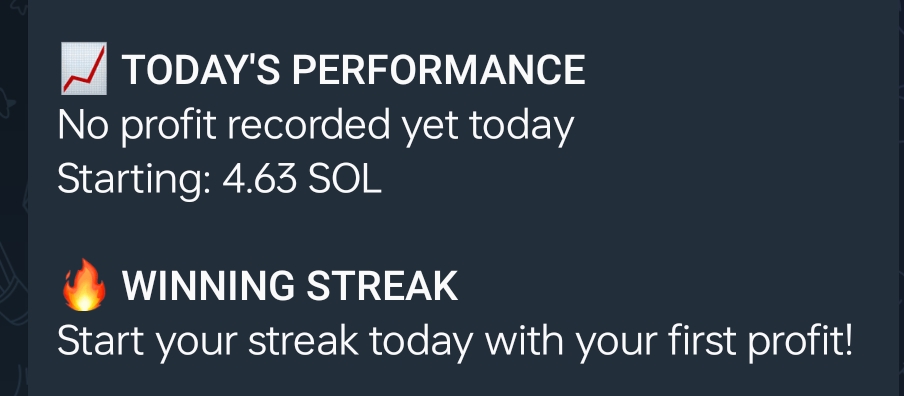 📈 TODAY'S PERFORMANCE
No profit recorded yet today
Starting: 4.63 SOL
🔥 WINNING STREAK
Start your streak today with your first profit!